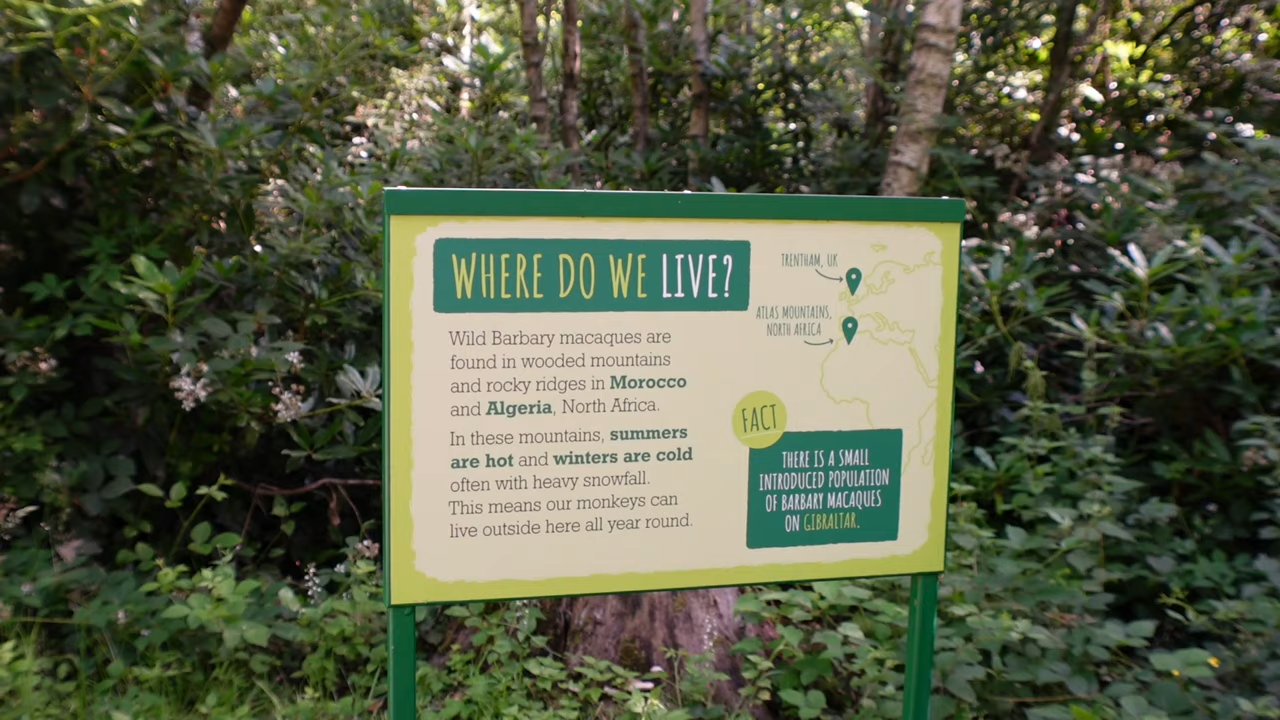 WHERE DO WE LIVE?
Wild Barbary macaques are
found in wooded mountains
and rocky ridges in Morocco
and Algeria, North Africa.
In these mountains, summers
are hot and winters are cold
often with heavy snowfall.
This means our monkeys can
live outside here all year round.
TRENTHAM, UK
ATLAS MOUNTAINS,
NORTH AFRICA
FACT
THERE IS A SMALL
INTRODUCED POPULATION
OF BARBARY MACAQUES
ON GIBRALTAR.